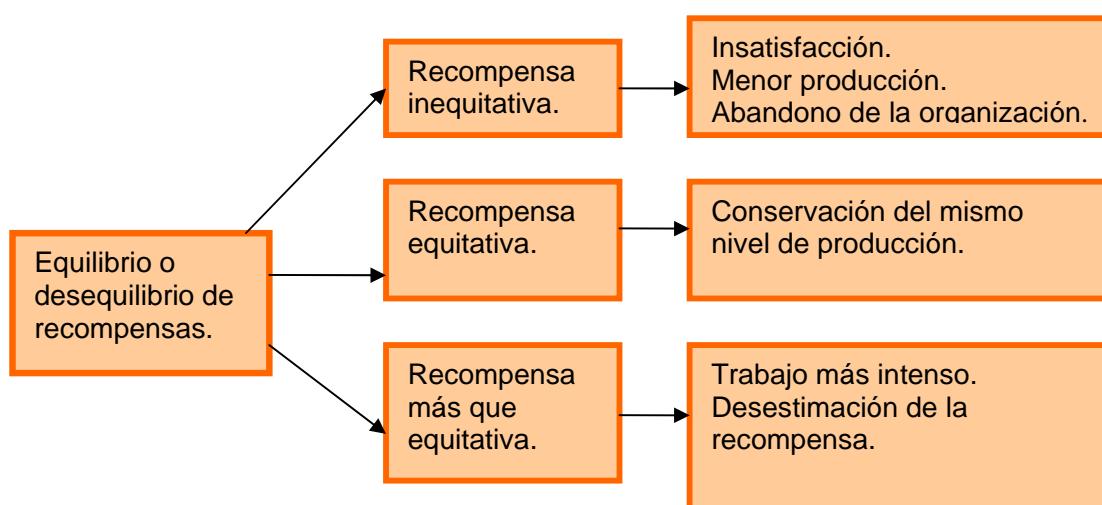 Equilibrio o
desequilibrio de
recompensas.
Recompensa
inequitativa.
Insatisfacción.
Menor producción.
Abandono de la organización.
Recompensa
equitativa.
Conservación del mismo
nivel de producción.
Recompensa
más que
equitativa.
Trabajo más intenso.
Desestimación de la
recompensa.